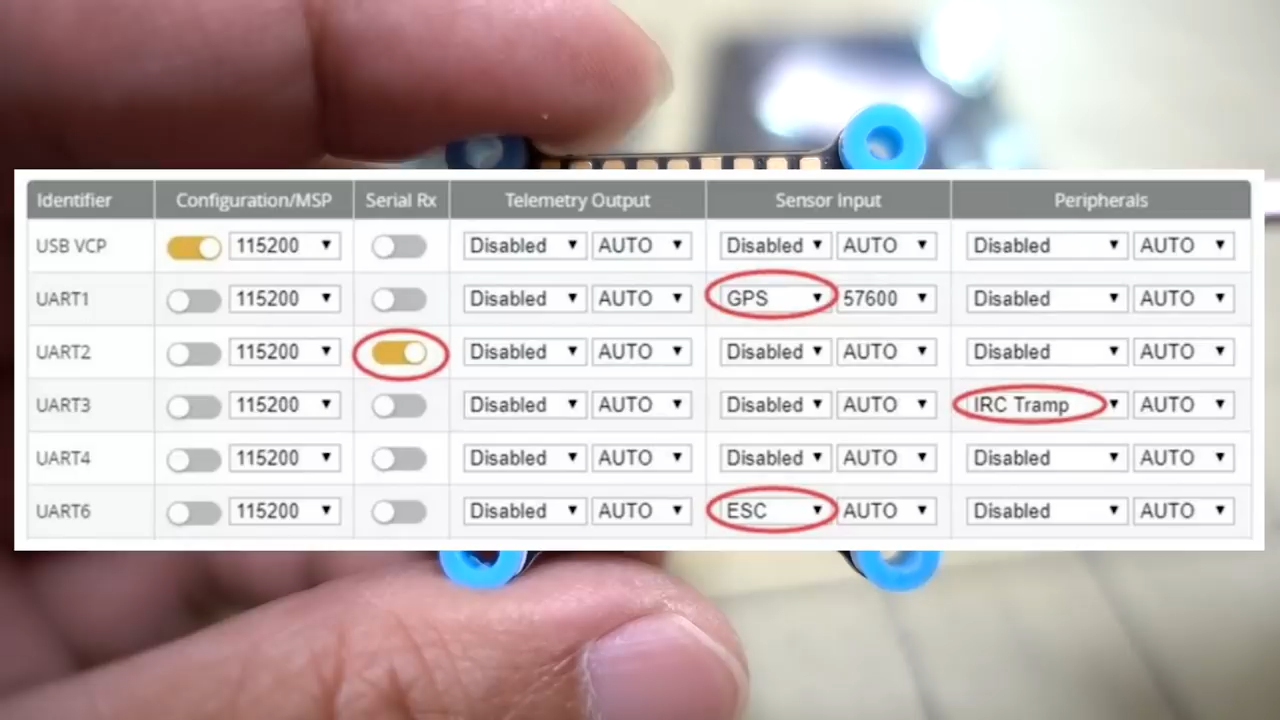 Identifier Configuration/MSP Serial Rx Telemetry Output Sensor Input Peripherals
USB VCP 115200 Disabled AUTO Disabled AUTO Disabled AUTO
UART1 115200 Disabled AUTO GPS 57600 Disabled AUTO
UART2 115200 Disabled AUTO Disabled AUTO Disabled AUTO
UART3 115200 Disabled AUTO Disabled AUTO IRC Tramp AUTO
UART4 115200 Disabled AUTO Disabled AUTO Disabled AUTO
UART6 115200 Disabled AUTO ESC AUTO Disabled AUTO